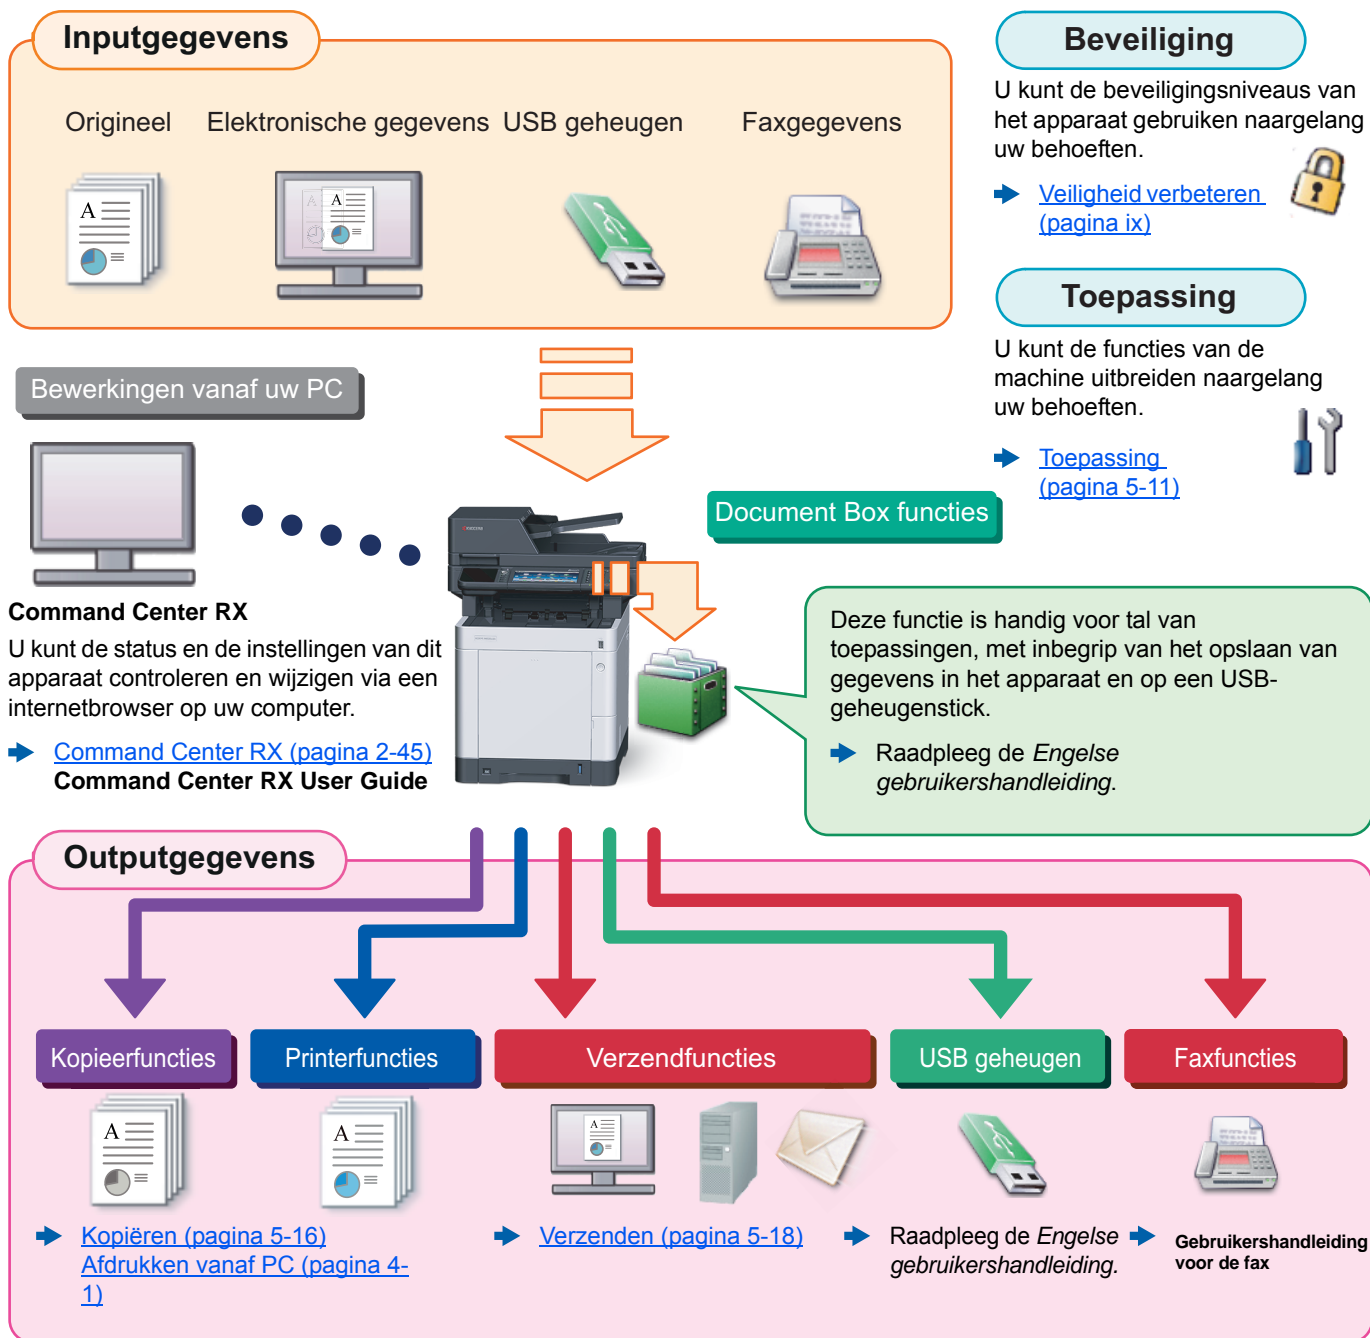 Inputgegevens
Origineel
Elektronische gegevens
USB geheugen
Faxgegevens
Beveiliging
U kunt de beveiligingsniveaus van
het apparaat gebruiken naargelang
uw behoeften.
Veiligheid verbeteren
(pagina ix)
Toepassing
U kunt de functies van de
machine uitbreiden naargelang
uw behoeften.
Toepassing
(pagina 5-11)
Bewerkingen vanaf uw PC
Command Center RX
U kunt de status en de instellingen van dit
apparaat controleren en wijzigen via een
internetbrowser op uw computer.
Command Center RX (pagina 2-45)
Command Center RX User Guide
Document Box functies
Deze functie is handig voor tal van
toepassingen, met inbegrip van het opslaan van
gegevens in het apparaat en op een USB-
geheugenstick.
Raadpleeg de Engelse
gebruikershandleiding.
Outputgegevens
Kopieerfuncties
Printerfuncties
Verzendfuncties
USB geheugen
Faxfuncties
Kopiëren (pagina 5-16)
Afdrukken vanaf PC (pagina 4-
1)
Verzenden (pagina 5-18)
Raadpleeg de Engelse
gebruikershandleiding.
Gebruikershandleiding
voor de fax